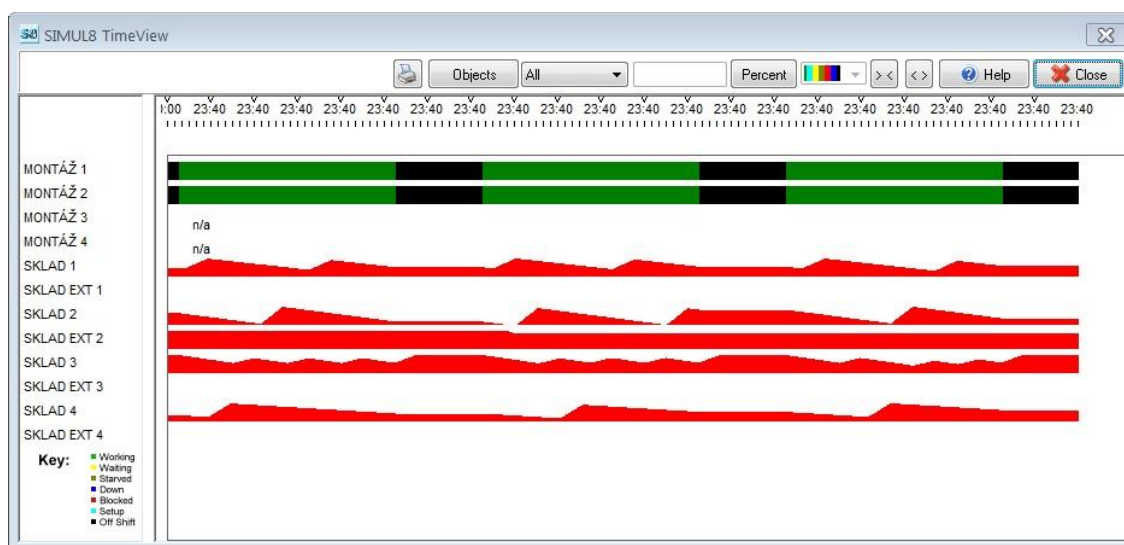 S8 SIMUL8 TimeView
Objects All Percent > < < > Help Close
:00 23:40 23:40 23:40 23:40 23:40 23:40 23:40 23:40 23:40 23:40 23:40 23:40 23:40 23:40 23:40 23:40 23:40 23:40 23:40 23:40 23:40
MONTÁŽ 1
MONTÁŽ 2
MONTÁŽ 3
n/a
MONTÁŽ 4
n/a
SKLAD 1
SKLAD EXT 1
SKLAD 2
SKLAD EXT 2
SKLAD 3
SKLAD EXT 3
SKLAD 4
SKLAD EXT 4
Key:
Working
Waiting
Starved
Down
Blocked
Setup
Off Shift